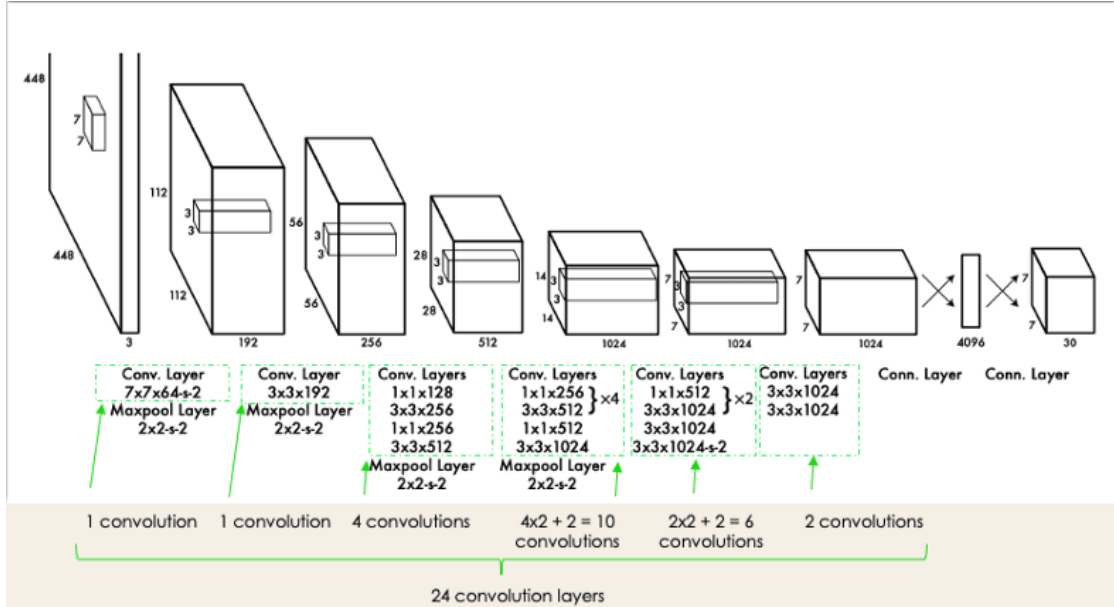 448
7
7
448
3
112
3
3
112
192
56
3
3
56
256
28
3
3
28
512
14
3
3
14
1024
7
3
3
7
1024
7
7
1024
4096
7
7
30
Conv. Layer
7x7x64-s-2
Maxpool Layer
2x2-s-2
Conv. Layer
3x3x192
Maxpool Layer
2x2-s-2
Conv. Layers
1x1x128
3x3x256
1x1x256
3x3x512
Maxpool Layer
2x2-s-2
Conv. Layers
1x1x256
3x3x512
}×4
1x1x512
3x3x1024
Maxpool Layer
2x2-s-2
Conv. Layers
1x1x512
3x3x1024
}×2
3x3x1024
3x3x1024-s-2
Conv. Layers
3x3x1024
3x3x1024
Conn. Layer
Conn. Layer
1 convolution
1 convolution
4 convolutions
4x2 + 2 = 10
convolutions
2x2 + 2 = 6
convolutions
2 convolutions
24 convolution layers